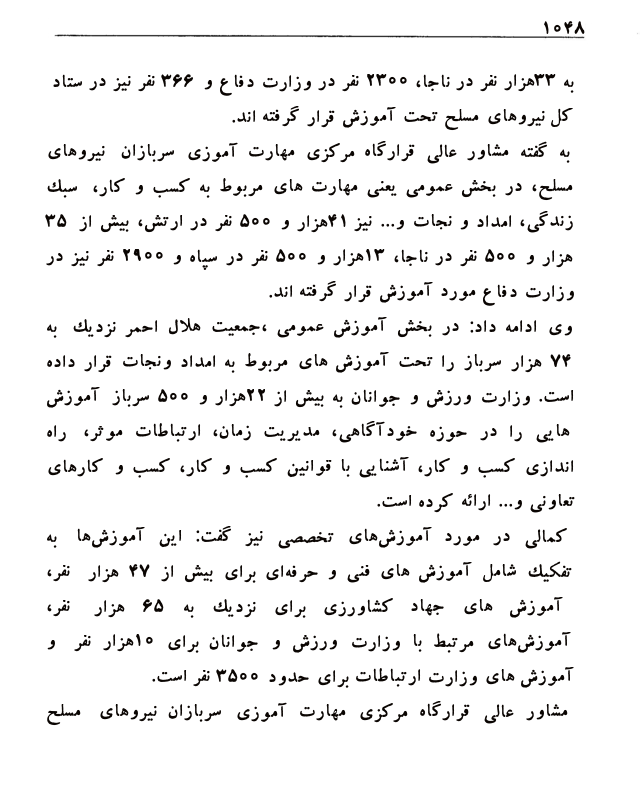 ۱۰۴۸
به ۳۳هزار نفر در ناجا، ۲۳۰۰ نفر در وزارت دفاع و ۳۶۶ نفر نیز در ستاد
کل نیروهای مسلح تحت آموزش قرار گرفته اند.
به گفته مشاور عالی قرارگاه مرکزی مهارت آموزی سربازان نیروهای
مسلح، در بخش عمومی یعنی مهارت های مربوط به کسب و کار، سبك
زندگی، امداد و نجات و... نیز ۴۱هزار و ۵۰۰ نفر در ارتش، بیش از ۳۵
هزار و ۵۰۰ نفر در ناجا، ۱۳هزار و ۵۰۰ نفر در سپاه و ۲۹۰۰ نفر نیز در
وزارت دفاع مورد آموزش قرار گرفته اند.
وی ادامه داد: در بخش آموزش عمومی ،جمعیت هلال احمر نزدیك به
۷۴ هزار سرباز را تحت آموزش های مربوط به امداد ونجات قرار داده
است. وزارت ورزش و جوانان به بیش از ۲۲هزار و ۵۰۰ سرباز آموزش
هایی را در حوزه خودآگاهی، مدیریت زمان، ارتباطات موثر، راه
اندازی کسب و کار، آشنایی با قوانین کسب و کار، کسب و کارهای
تعاونی و... ارائه کرده است.
کمالی در مورد آموزش‌های تخصصی نیز گفت: این آموزش‌ها به
تفکیك شامل آموزش های فنی و حرفه‌ای برای بیش از ۴۷ هزار نفر،
آموزش های جهاد کشاورزی برای نزدیك به ۶۵ هزار نفر،
آموزش‌های مرتبط با وزارت ورزش و جوانان برای ۱۰هزار نفر و
آموزش های وزارت ارتباطات برای حدود ۳۵۰۰ نفر است.
مشاور عالی قرارگاه مرکزی مهارت آموزی سربازان نیروهای مسلح